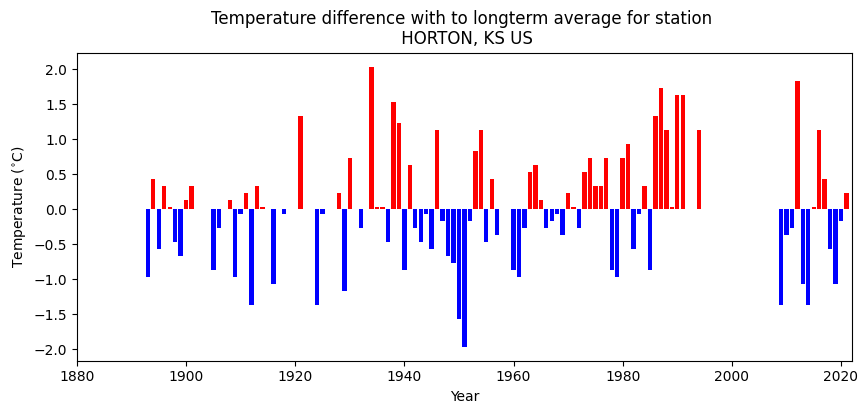 Temperature difference with to longterm average for station
HORTON, KS US
2.0
1.5
1.0
0.5
0.0
−0.5
−1.0
−1.5
−2.0
Temperature (°C)
1880 1900 1920 1940 1960 1980 2000 2020
Year